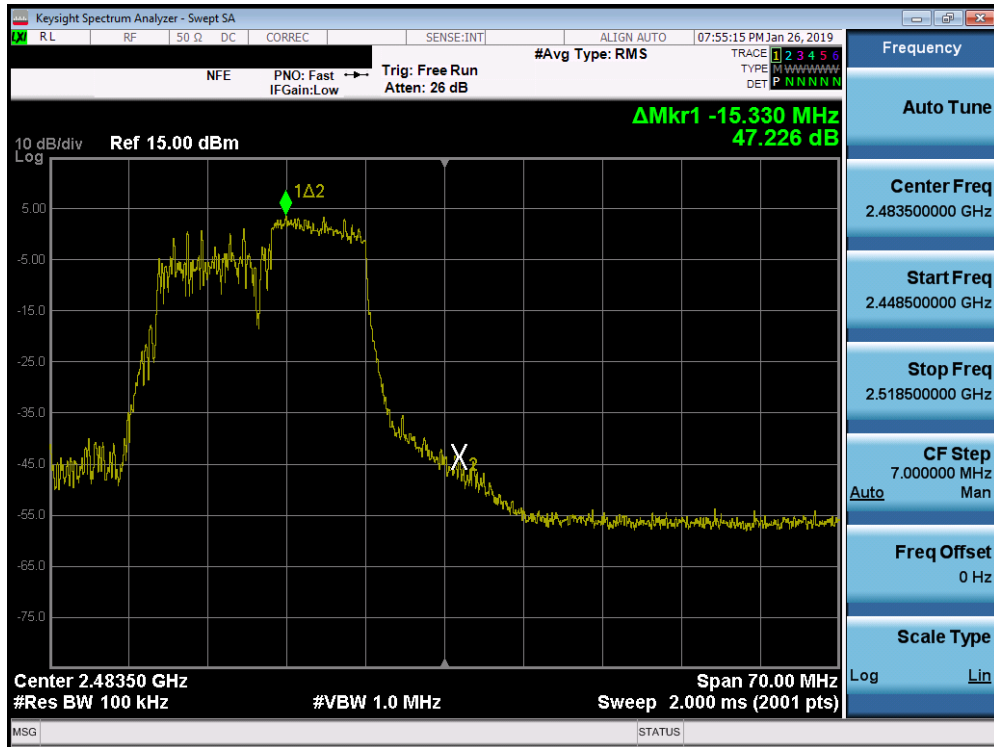 Keysight Spectrum Analyzer - Swept SA
LXI RL RF 50 Ω DC CORREC SENSE:INT ALIGN AUTO 07:55:15 PM Jan 26, 2019
NFE PNO: Fast Trig: Free Run #Avg Type: RMS TRACE 1 2 3 4 5 6
IFGain:Low Atten: 26 dB TYPE M WWWWW
DET P N N N N N
ΔMkr1 -15.330 MHz
47.226 dB
10 dB/div Ref 15.00 dBm
Log
1Δ2
5.00
-5.00
-15.0
-25.0
-35.0
-45.0
X2
-55.0
-65.0
-75.0
Center 2.48350 GHz Span 70.00 MHz
#Res BW 100 kHz #VBW 1.0 MHz Sweep 2.000 ms (2001 pts)
MSG STATUS
Frequency
Auto Tune
Center Freq
2.483500000 GHz
Start Freq
2.448500000 GHz
Stop Freq
2.518500000 GHz
CF Step
7.000000 MHz
Auto Man
Freq Offset
0 Hz
Scale Type
Log Lin